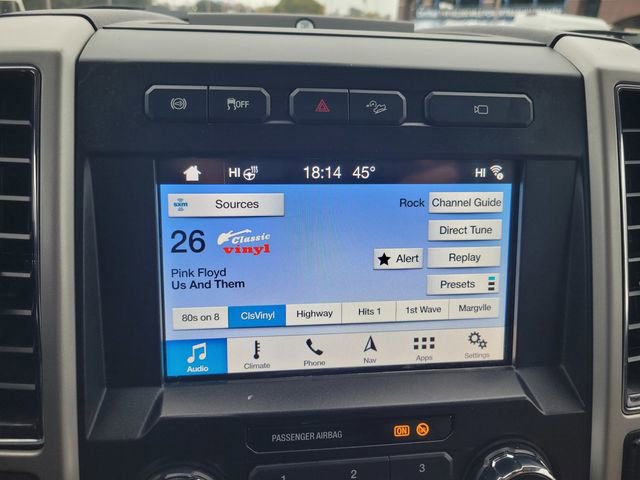 OFF
HI 18:14 45° HI
sxm Sources Rock Channel Guide
26 Classic vinyl Direct Tune
Alert Replay
Pink Floyd
Us And Them Presets
80s on 8 ClsVinyl Highway Hits 1 1st Wave Margvlle
Audio Climate Phone Nav Apps Settings
PASSENGER AIRBAG ON
1 2 3